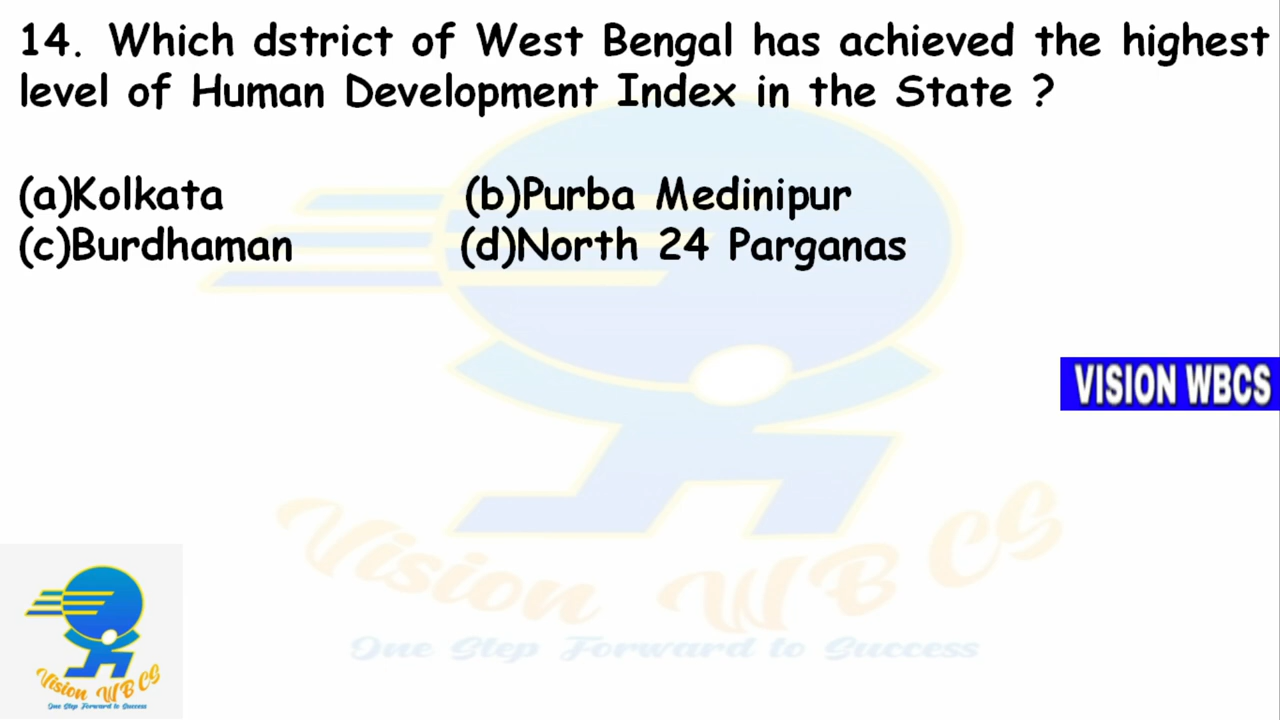 14. Which dstrict of West Bengal has achieved the highest
level of Human Development Index in the State ?
(a)Kolkata (b)Purba Medinipur
(c)Burdhaman (d)North 24 Parganas
VISION WBCS
Vision WBCS
One Step Forward to Success
Vision WBCS
One Step Forward to Success